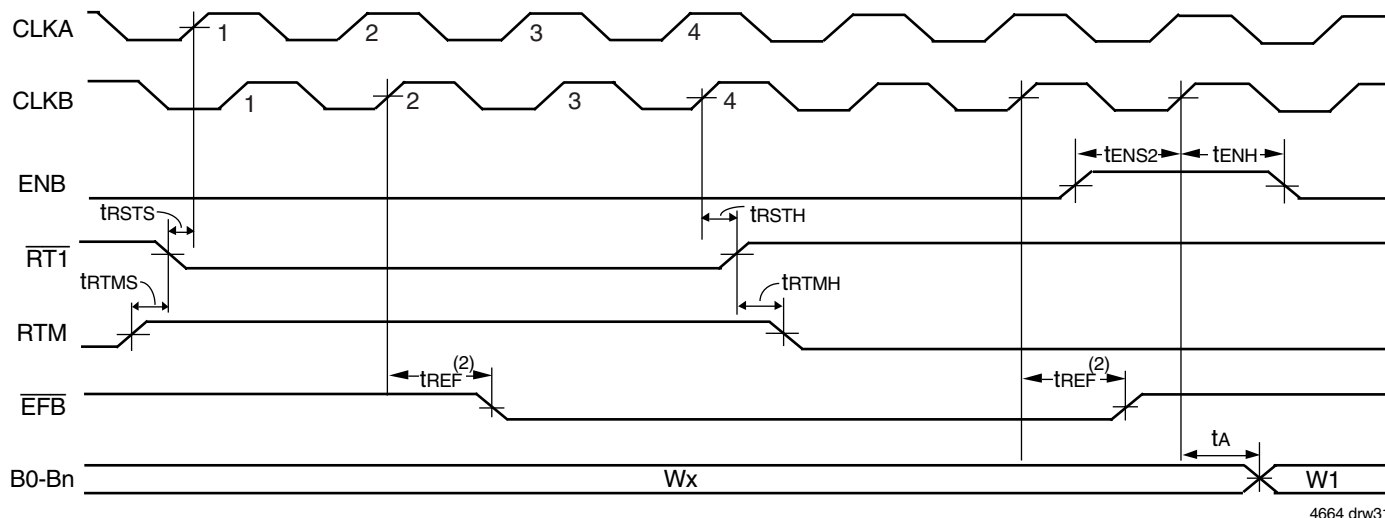 CLKA 1 2 3 4
CLKB 1 2 3 4
tENS2 tENH
ENB
tRSTS tRSTH
RT1
tRTMS tRTMH
RTM
tREF(2) tREF(2)
EFB
tA
B0-Bn Wx W1
4664 drw31